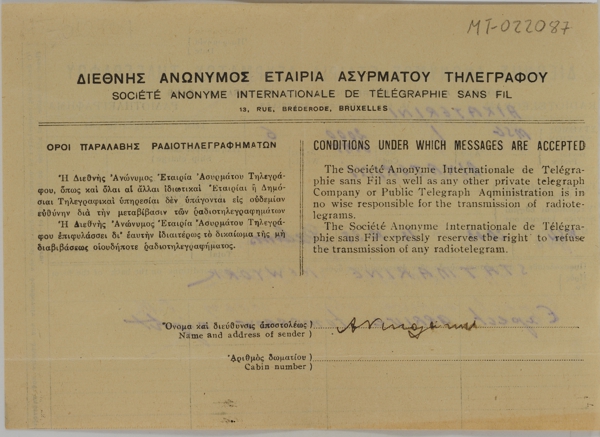 MT-022087
ΔΙΕΘΝΗΣ ΑΝΩΝΥΜΟΣ ΕΤΑΙΡΙΑ ΑΣΥΡΜΑΤΟΥ ΤΗΛΕΓΡΑΦΟΥ
SOCIÉTÉ ANONYME INTERNATIONALE DE TÉLÉGRAPHIE SANS FIL
13, RUE, BRÉDERODE, BRUXELLES
ΟΡΟΙ ΠΑΡΑΛΑΒΗΣ ΡΑΔΙΟΤΗΛΕΓΡΑΦΗΜΑΤΩΝ
Ἡ Διεθνὴς Ἀνώνυμος Ἑταιρία Ἀσυρμάτου Τηλεγρά-
φου, ὅπως καὶ ὅλαι αἱ ἄλλαι ἰδιωτικαὶ Ἑταιρίαι ἢ Δημό-
σιαι Τηλεγραφικαὶ ὑπηρεσίαι δὲν ὑπάγονται εἰς οὐδεμίαν
εὐθύνην διὰ τὴν μεταβίβασιν τῶν ῥαδιοτηλεγραφημάτων
Ἡ Διεθνὴς Ἀνώνυμος Ἑταιρία Ἀσυρμάτου Τηλεγρά-
φου ἐπιφυλάσσει δι' ἑαυτὴν ἰδιαιτέρως τὸ δικαίωμα τῆς μὴ
διαβιβάσεως οἱουδήποτε ῥαδιοτηλεγραφήματος.
CONDITIONS UNDER WHICH MESSAGES ARE ACCEPTED
The Société Anonyme Internationale de Télégra-
phie sans Fil as well as any other private telegraph
Company or Public Telegraph Aqministration is in
no wise responsible for the transmission of radiote-
legrams.
The Société Anonyme Internationale de Télégra-
phie sans Fil expressly reserves the right to refuse
the transmission of any radiotelegram.
Ὄνομα καὶ διεύθυνσις ἀποστολέως)
Name and address of sender)
Ἀριθμὸς δωματίου)
Cabin number)